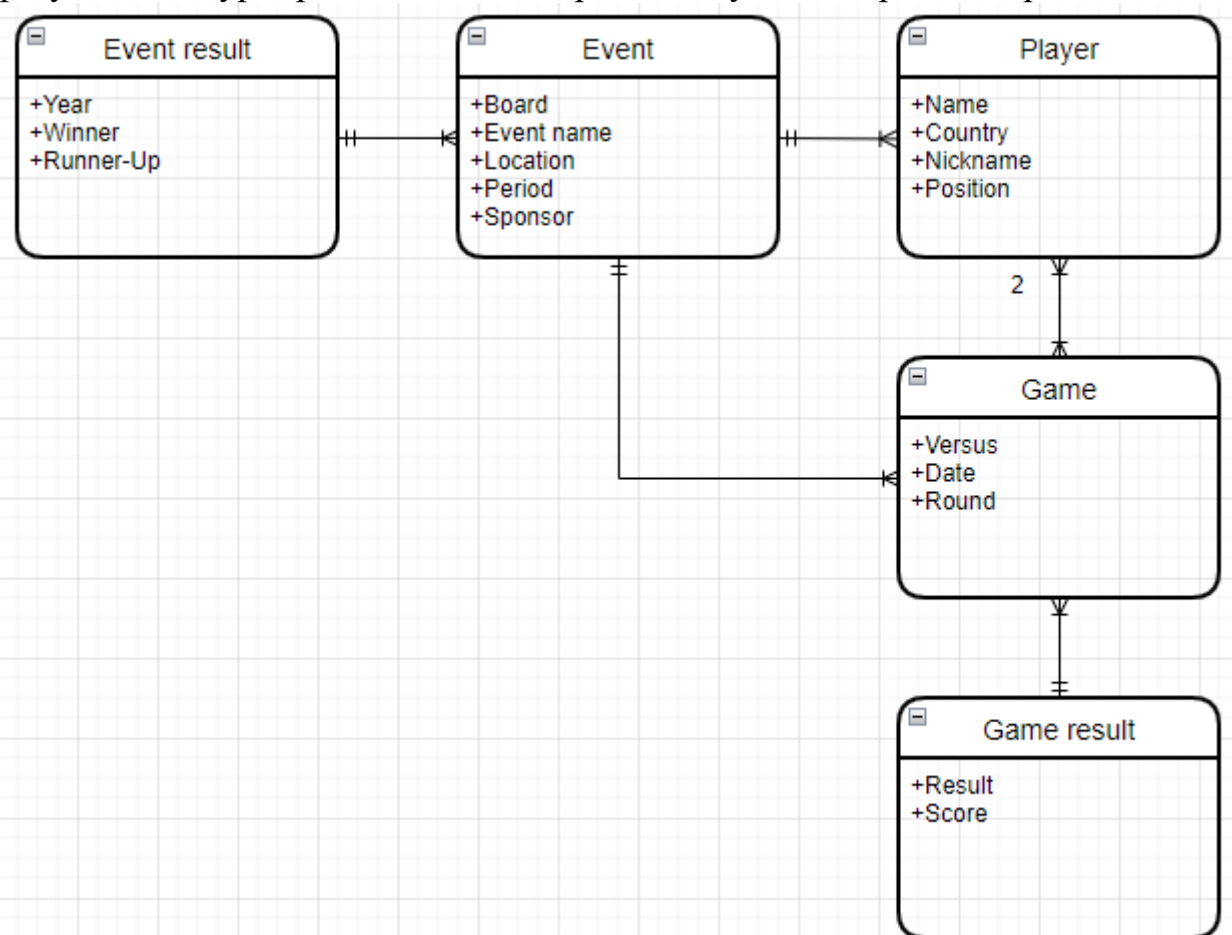 Event result
+Year
+Winner
+Runner-Up
Event
+Board
+Event name
+Location
+Period
+Sponsor
Player
+Name
+Country
+Nickname
+Position
2
Game
+Versus
+Date
+Round
Game result
+Result
+Score